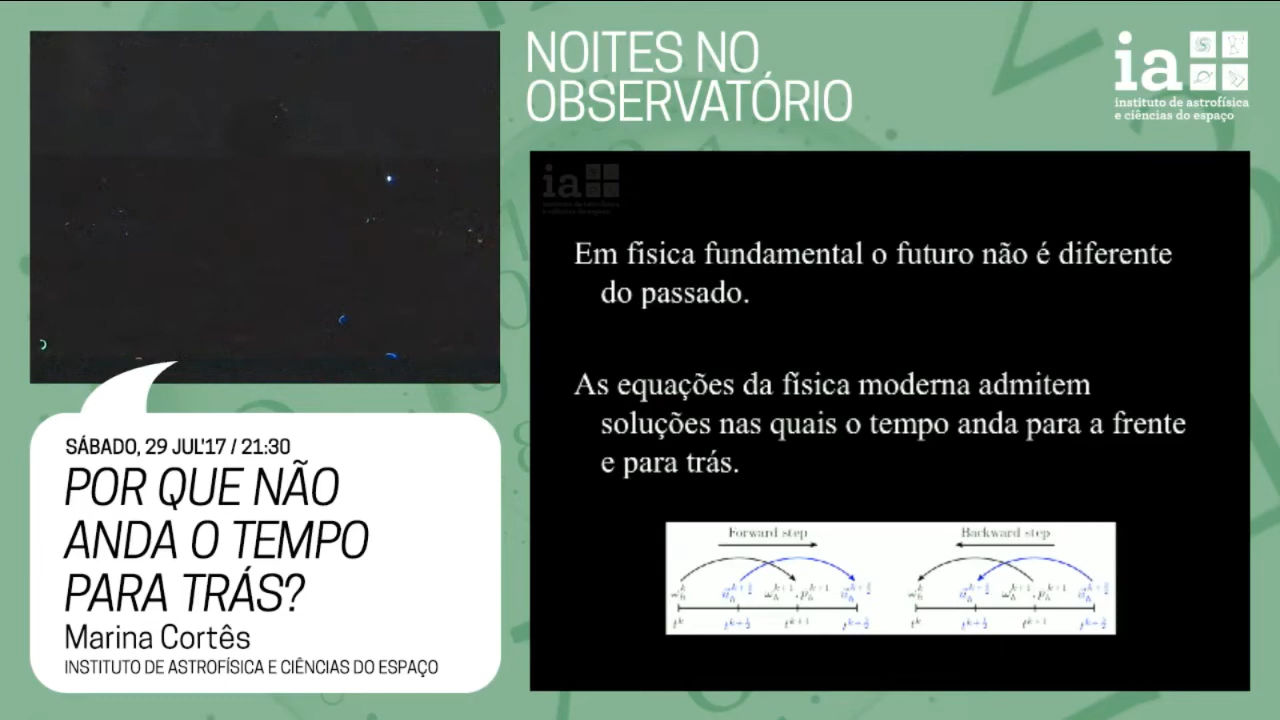 NOITES NO
OBSERVATÓRIO
ia
instituto de astrofísica
e ciências do espaço
ia
Em física fundamental o futuro não é diferente
do passado.
As equações da física moderna admitem
soluções nas quais o tempo anda para a frente
e para trás.
Forward step
Backward step
SÁBADO, 29 JUL'17 / 21:30
POR QUE NÃO
ANDA O TEMPO
PARA TRÁS?
Marina Cortês
INSTITUTO DE ASTROFÍSICA E CIÊNCIAS DO ESPAÇO